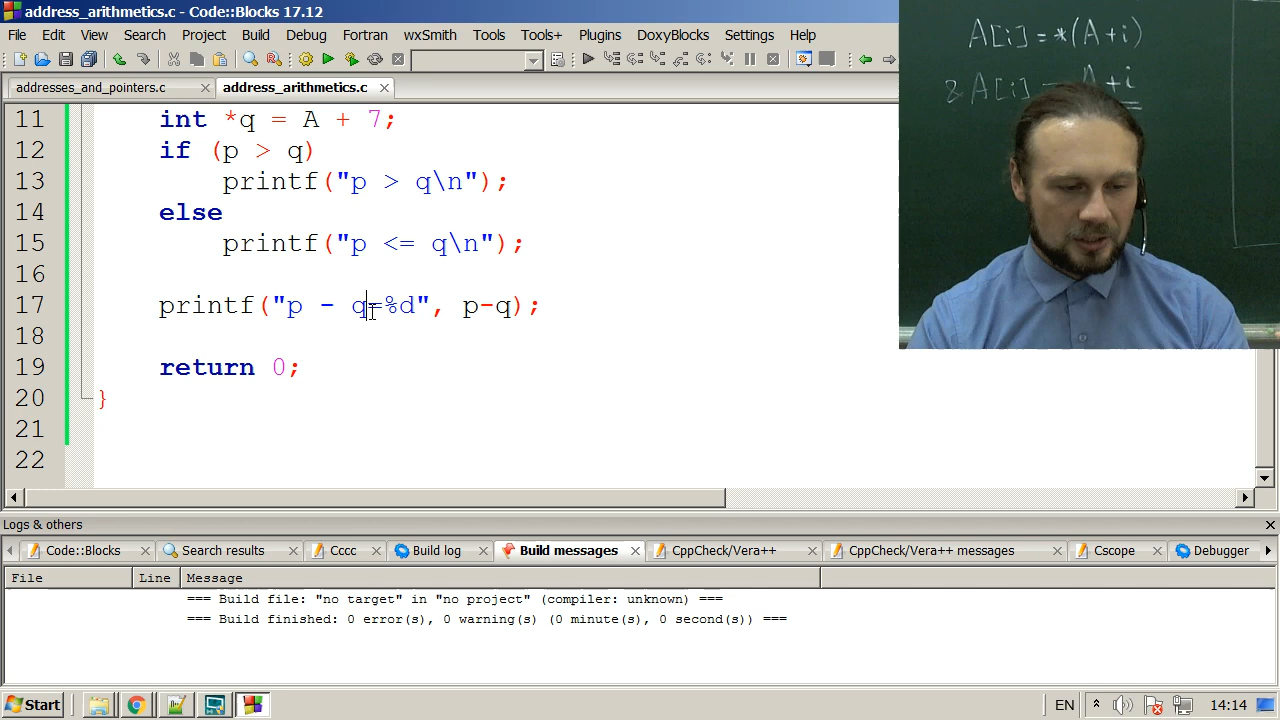 address_arithmetics.c - Code::Blocks 17.12
File Edit View Search Project Build Debug Fortran wxSmith Tools Tools+ Plugins DoxyBlocks Settings Help
addresses_and_pointers.c address_arithmetics.c
11 int *q = A + 7;
12 if (p > q)
13 printf("p > q\n");
14 else
15 printf("p <= q\n");
16
17 printf("p - q=%d", p-q);
18
19 return 0;
20 }
21
22
A[i] = *(A+i)
&A[i] = A+i
Logs & others
Code::Blocks Search results Cccc Build log Build messages CppCheck/Vera++ CppCheck/Vera++ messages Cscope Debugger
File Line Message
=== Build file: "no target" in "no project" (compiler: unknown) ===
=== Build finished: 0 error(s), 0 warning(s) (0 minute(s), 0 second(s)) ===
Start EN 14:14